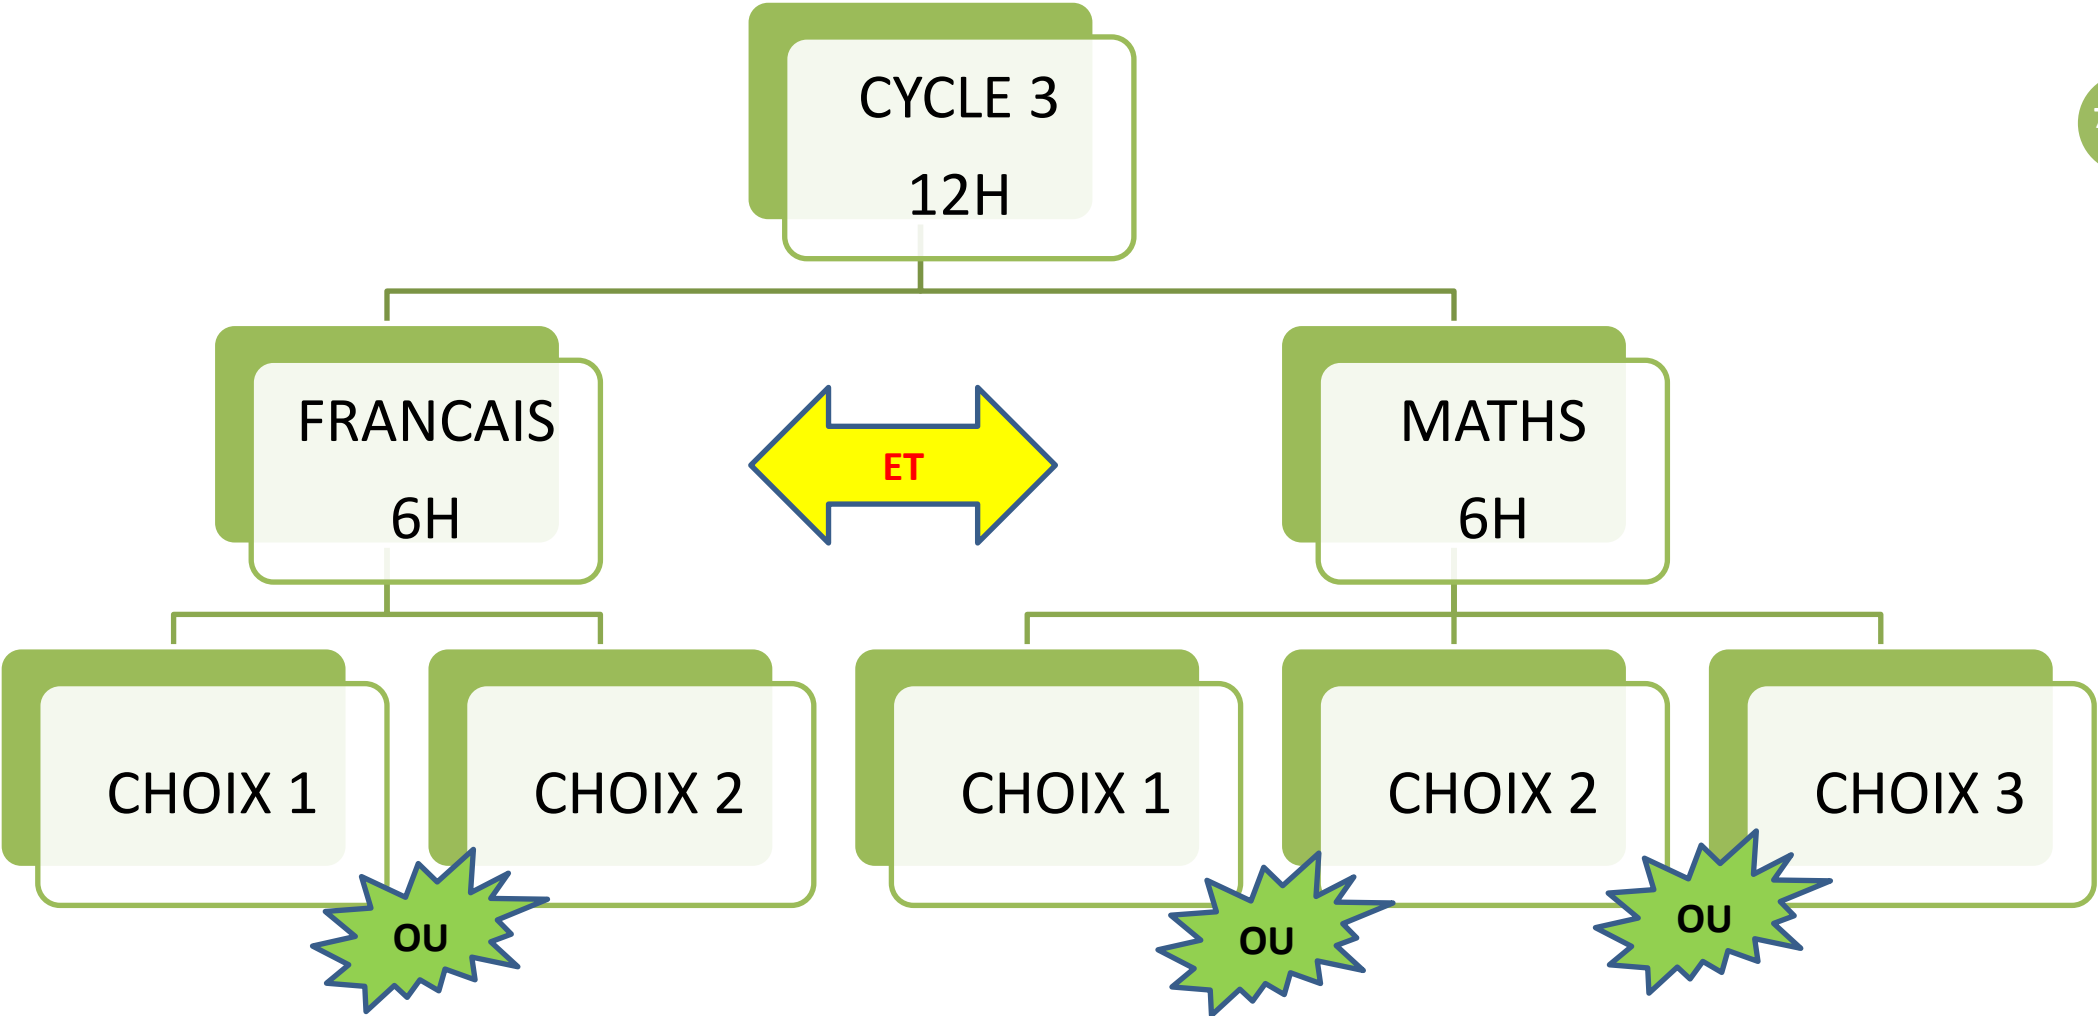 CYCLE 3
12H
FRANCAIS
6H
ET
MATHS
6H
CHOIX 1
CHOIX 2
CHOIX 1
CHOIX 2
CHOIX 3
OU
OU
OU